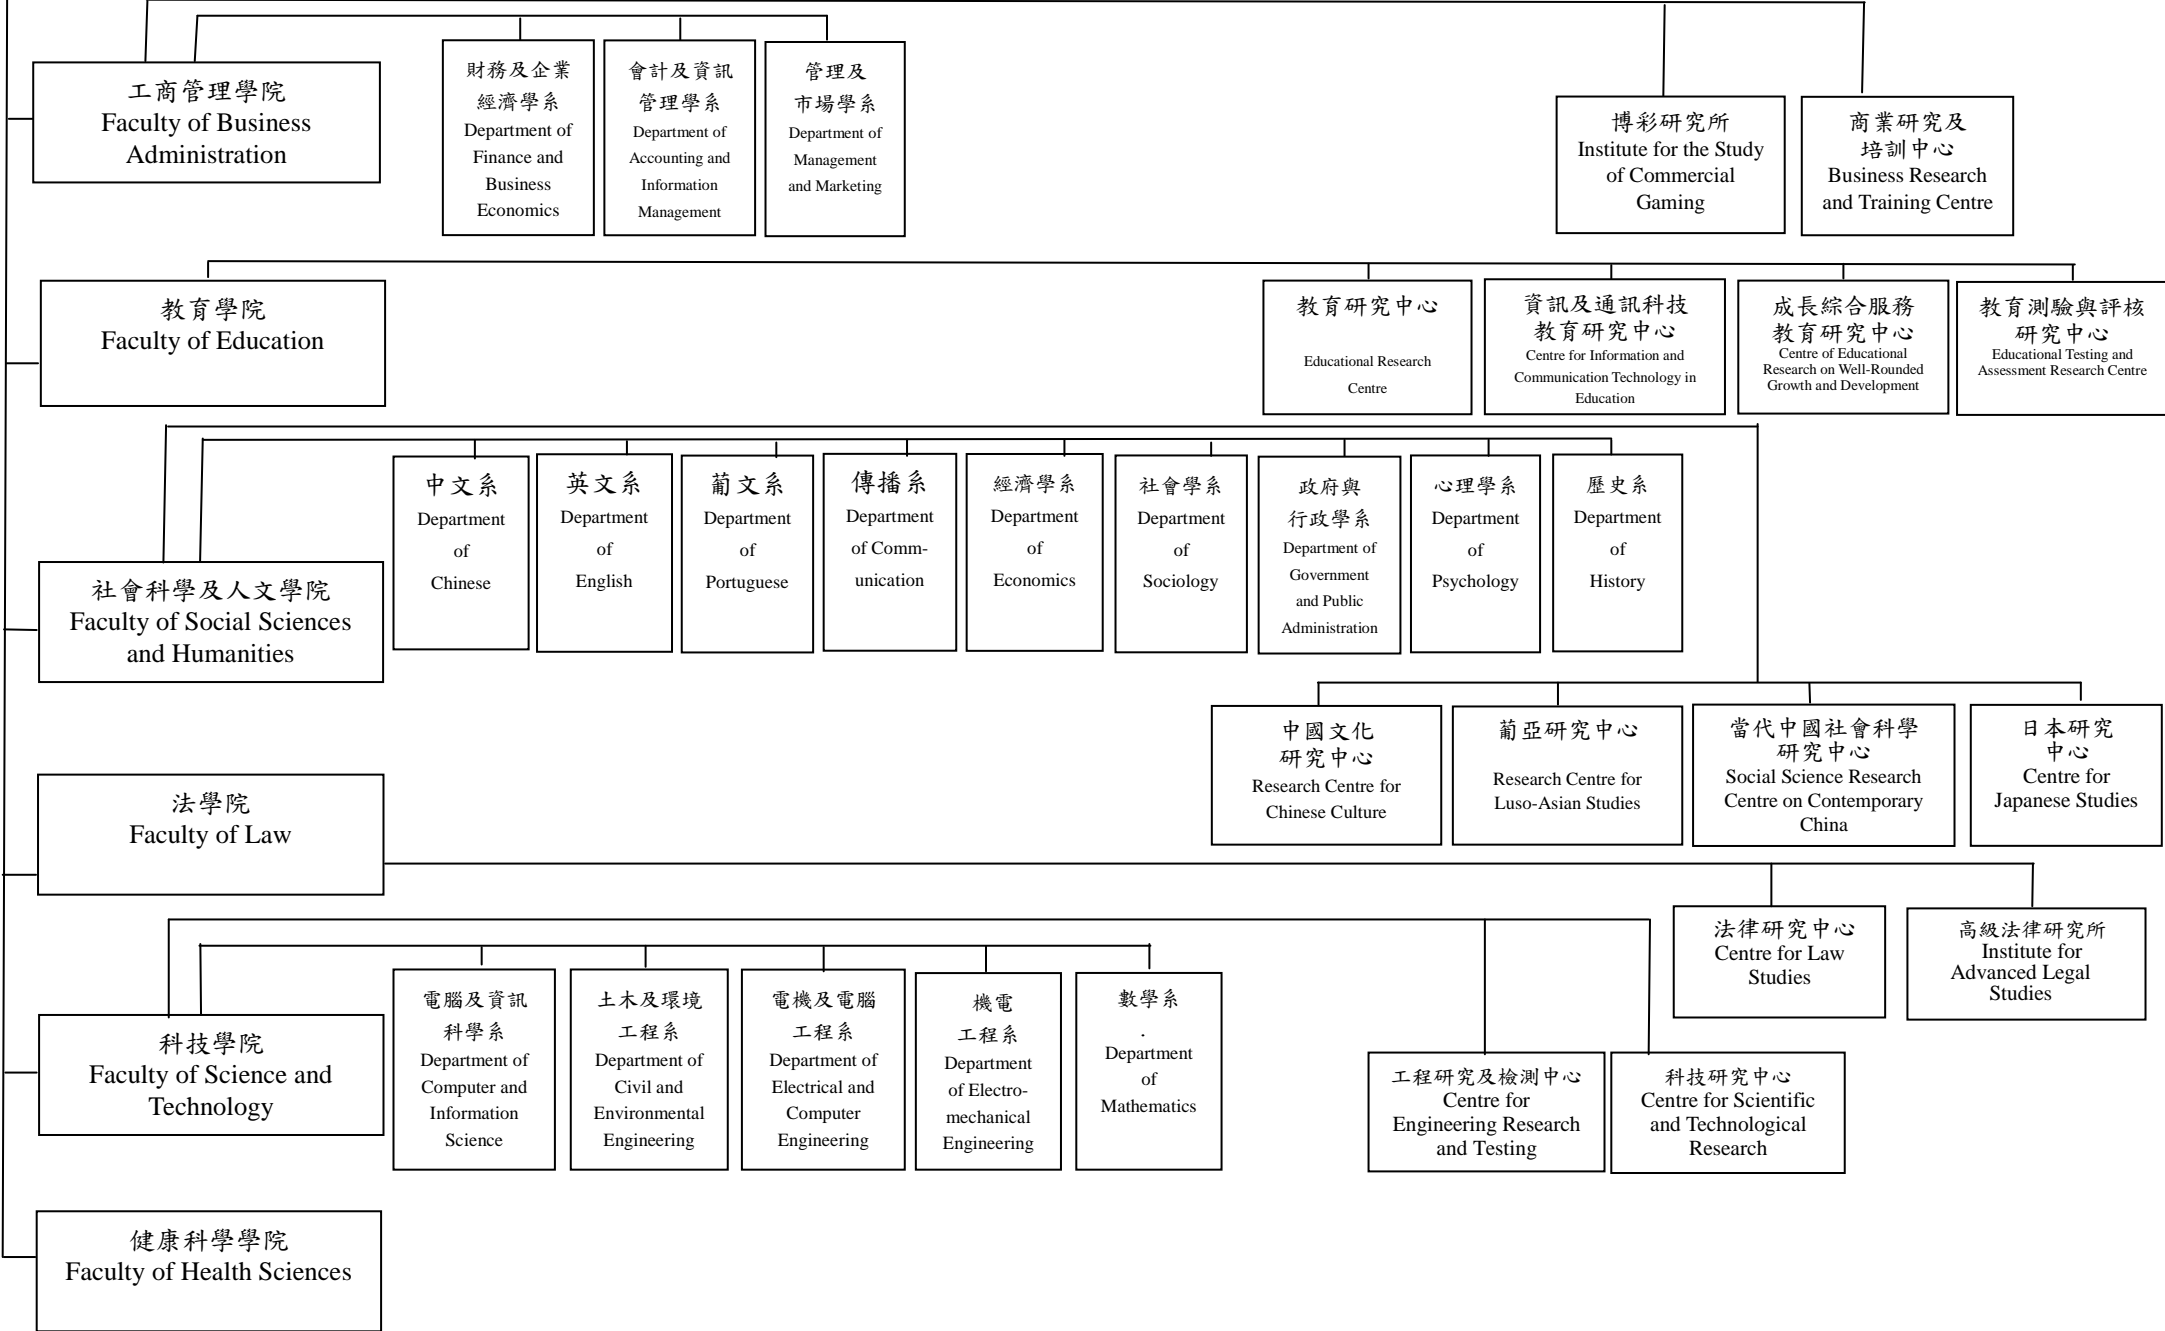 工商管理學院
Faculty of Business
Administration
財務及企業
經濟學系
Department of
Finance and
Business
Economics
會計及資訊
管理學系
Department of
Accounting and
Information
Management
管理及
市場學系
Department of
Management
and Marketing
博彩研究所
Institute for the Study
of Commercial
Gaming
商業研究及
培訓中心
Business Research
and Training Centre
教育學院
Faculty of Education
教育研究中心
Educational Research
Centre
資訊及通訊科技
教育研究中心
Centre for Information and
Communication Technology in
Education
成長綜合服務
教育研究中心
Centre of Educational
Research on Well-Rounded
Growth and Development
教育測驗與評核
研究中心
Educational Testing and
Assessment Research Centre
社會科學及人文學院
Faculty of Social Sciences
and Humanities
中文系
Department
of
Chinese
英文系
Department
of
English
葡文系
Department
of
Portuguese
傳播系
Department
of Comm-
unication
經濟學系
Department
of
Economics
社會學系
Department
of
Sociology
政府與
行政學系
Department of
Government
and Public
Administration
心理學系
Department
of
Psychology
歷史系
Department
of
History
中國文化
研究中心
Research Centre for
Chinese Culture
葡亞研究中心
Research Centre for
Luso-Asian Studies
當代中國社會科學
研究中心
Social Science Research
Centre on Contemporary
China
日本研究
中心
Centre for
Japanese Studies
法學院
Faculty of Law
法律研究中心
Centre for Law
Studies
高級法律研究所
Institute for
Advanced Legal
Studies
科技學院
Faculty of Science and
Technology
電腦及資訊
科學系
Department of
Computer and
Information
Science
土木及環境
工程系
Department of
Civil and
Environmental
Engineering
電機及電腦
工程系
Department of
Electrical and
Computer
Engineering
機電
工程系
Department
of Electro-
mechanical
Engineering
數學系
.
Department
of
Mathematics
工程研究及檢測中心
Centre for
Engineering Research
and Testing
科技研究中心
Centre for Scientific
and Technological
Research
健康科學學院
Faculty of Health Sciences